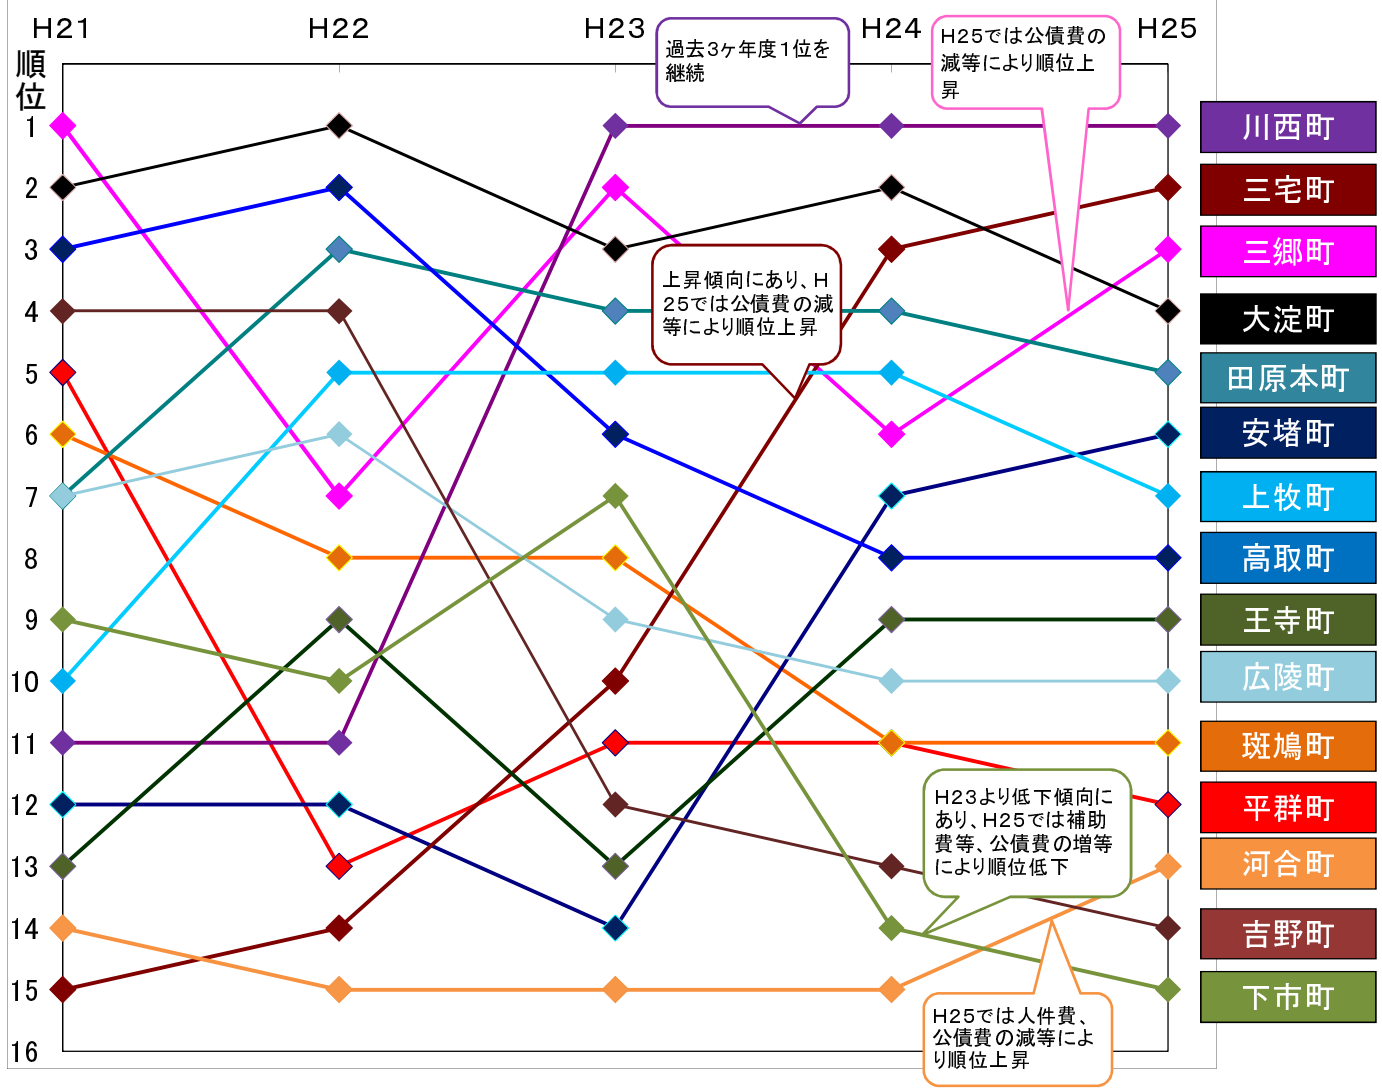 H21
H22
H23
H24
H25
順
位
1
2
3
4
5
6
7
8
9
10
11
12
13
14
15
16
過去3ヶ年度1位を
継続
H25では公債費の
減等により順位上
昇
上昇傾向にあり、H
25では公債費の減
等により順位上昇
H23より低下傾向に
あり、H25では補助
費等、公債費の増等
により順位低下
H25では人件費、
公債費の減等によ
り順位上昇
川西町
三宅町
三郷町
大淀町
田原本町
安堵町
上牧町
高取町
王寺町
広陵町
斑鳩町
平群町
河合町
吉野町
下市町